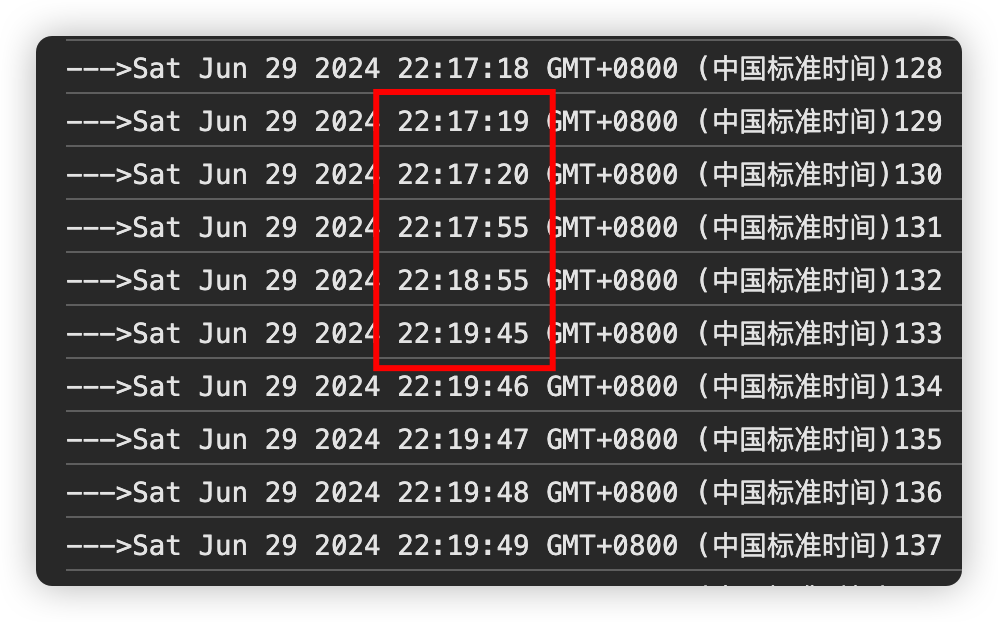 --->Sat Jun 29 2024 22:17:18 GMT+0800 (中国标准时间)128
--->Sat Jun 29 2024 22:17:19 GMT+0800 (中国标准时间)129
--->Sat Jun 29 2024 22:17:20 GMT+0800 (中国标准时间)130
--->Sat Jun 29 2024 22:17:55 GMT+0800 (中国标准时间)131
--->Sat Jun 29 2024 22:18:55 GMT+0800 (中国标准时间)132
--->Sat Jun 29 2024 22:19:45 GMT+0800 (中国标准时间)133
--->Sat Jun 29 2024 22:19:46 GMT+0800 (中国标准时间)134
--->Sat Jun 29 2024 22:19:47 GMT+0800 (中国标准时间)135
--->Sat Jun 29 2024 22:19:48 GMT+0800 (中国标准时间)136
--->Sat Jun 29 2024 22:19:49 GMT+0800 (中国标准时间)137